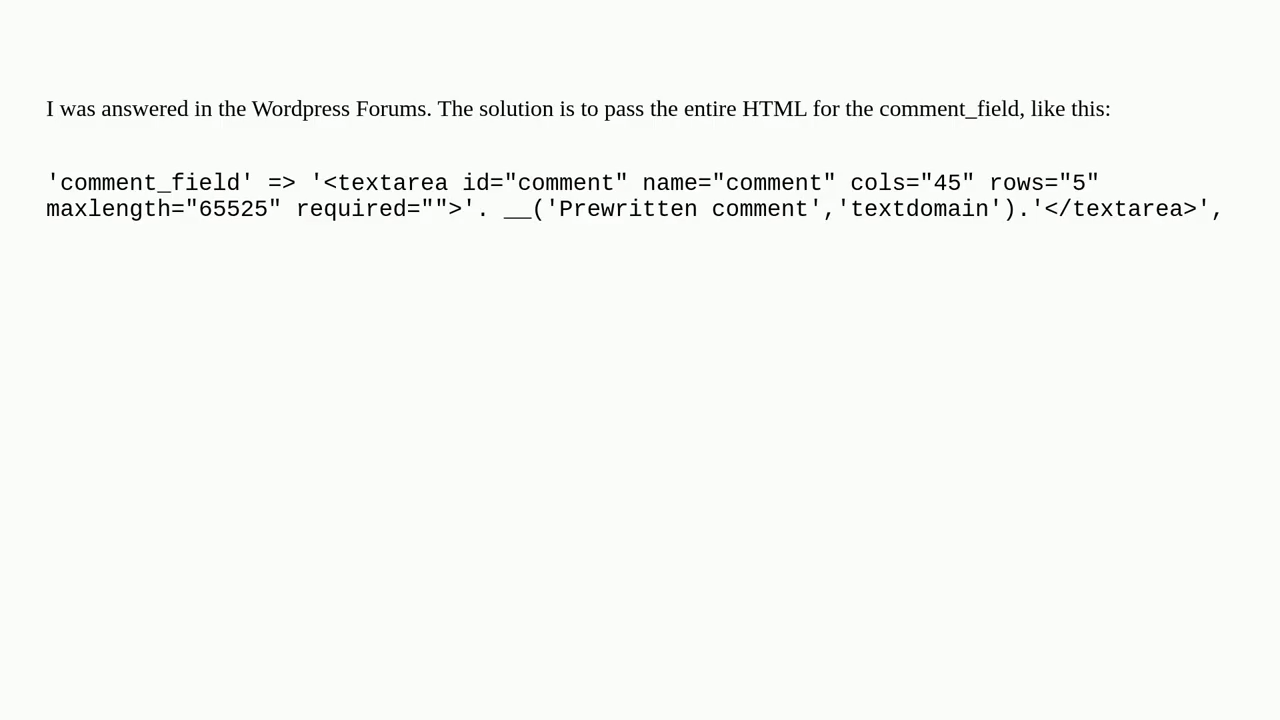 I was answered in the Wordpress Forums. The solution is to pass the entire HTML for the comment_field, like this:
'comment_field' => '<textarea id="comment" name="comment" cols="45" rows="5"
maxlength="65525" required="">'. __('Prewritten comment','textdomain').'</textarea>',